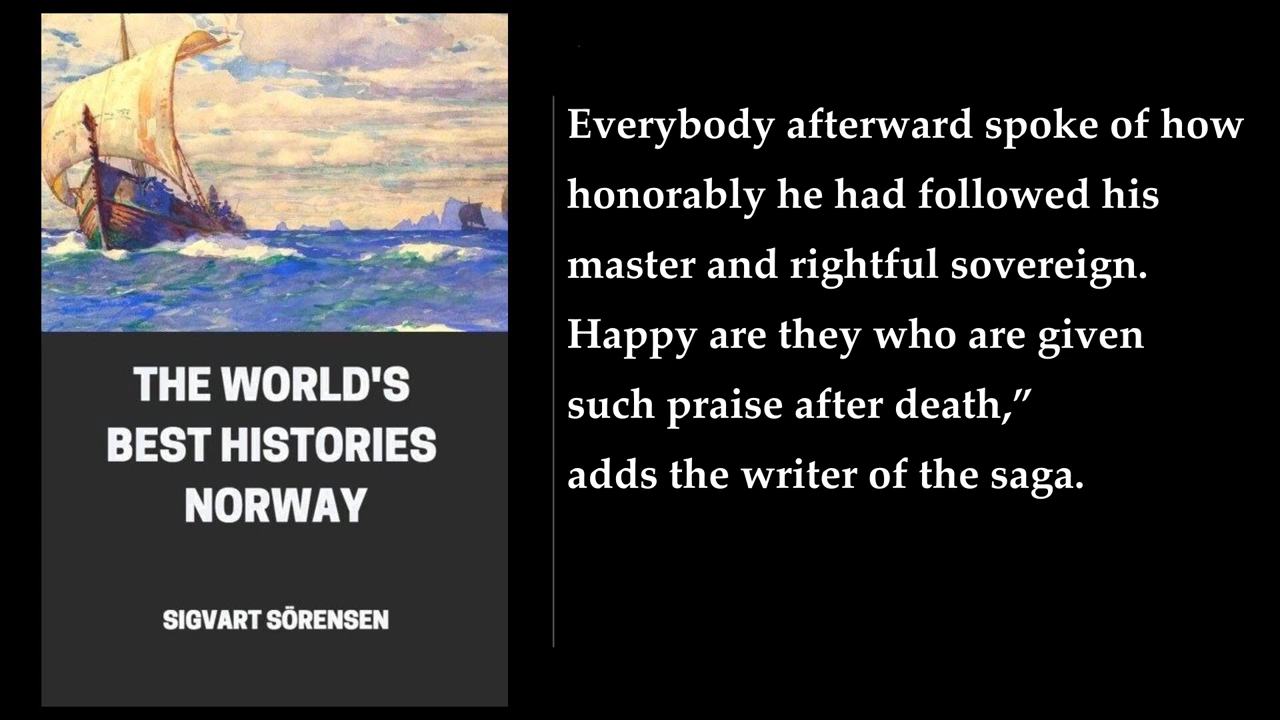 THE WORLD'S
BEST HISTORIES
NORWAY
SIGVART SÖRENSEN
Everybody afterward spoke of how
honorably he had followed his
master and rightful sovereign.
Happy are they who are given
such praise after death,”
adds the writer of the saga.